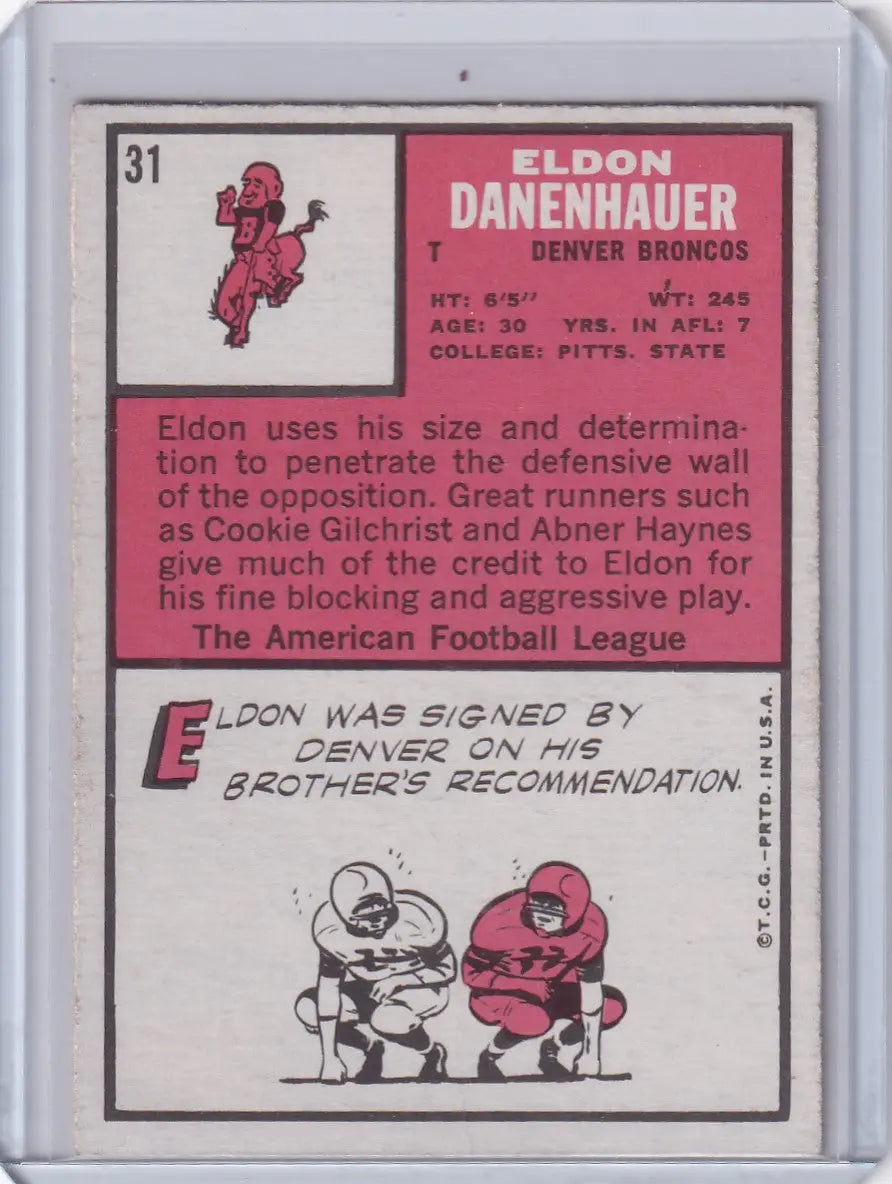 31
ELDON
DANENHAUER
T DENVER BRONCOS
HT: 6'5" WT: 245
AGE: 30 YRS. IN AFL: 7
COLLEGE: PITTS. STATE
Eldon uses his size and determina-
tion to penetrate the defensive wall
of the opposition. Great runners such
as Cookie Gilchrist and Abner Haynes
give much of the credit to Eldon for
his fine blocking and aggressive play.
The American Football League
ELDON WAS SIGNED BY
DENVER ON HIS
BROTHER'S RECOMMENDATION.
©T.C.G.-PRTD. IN U.S.A.
B
77